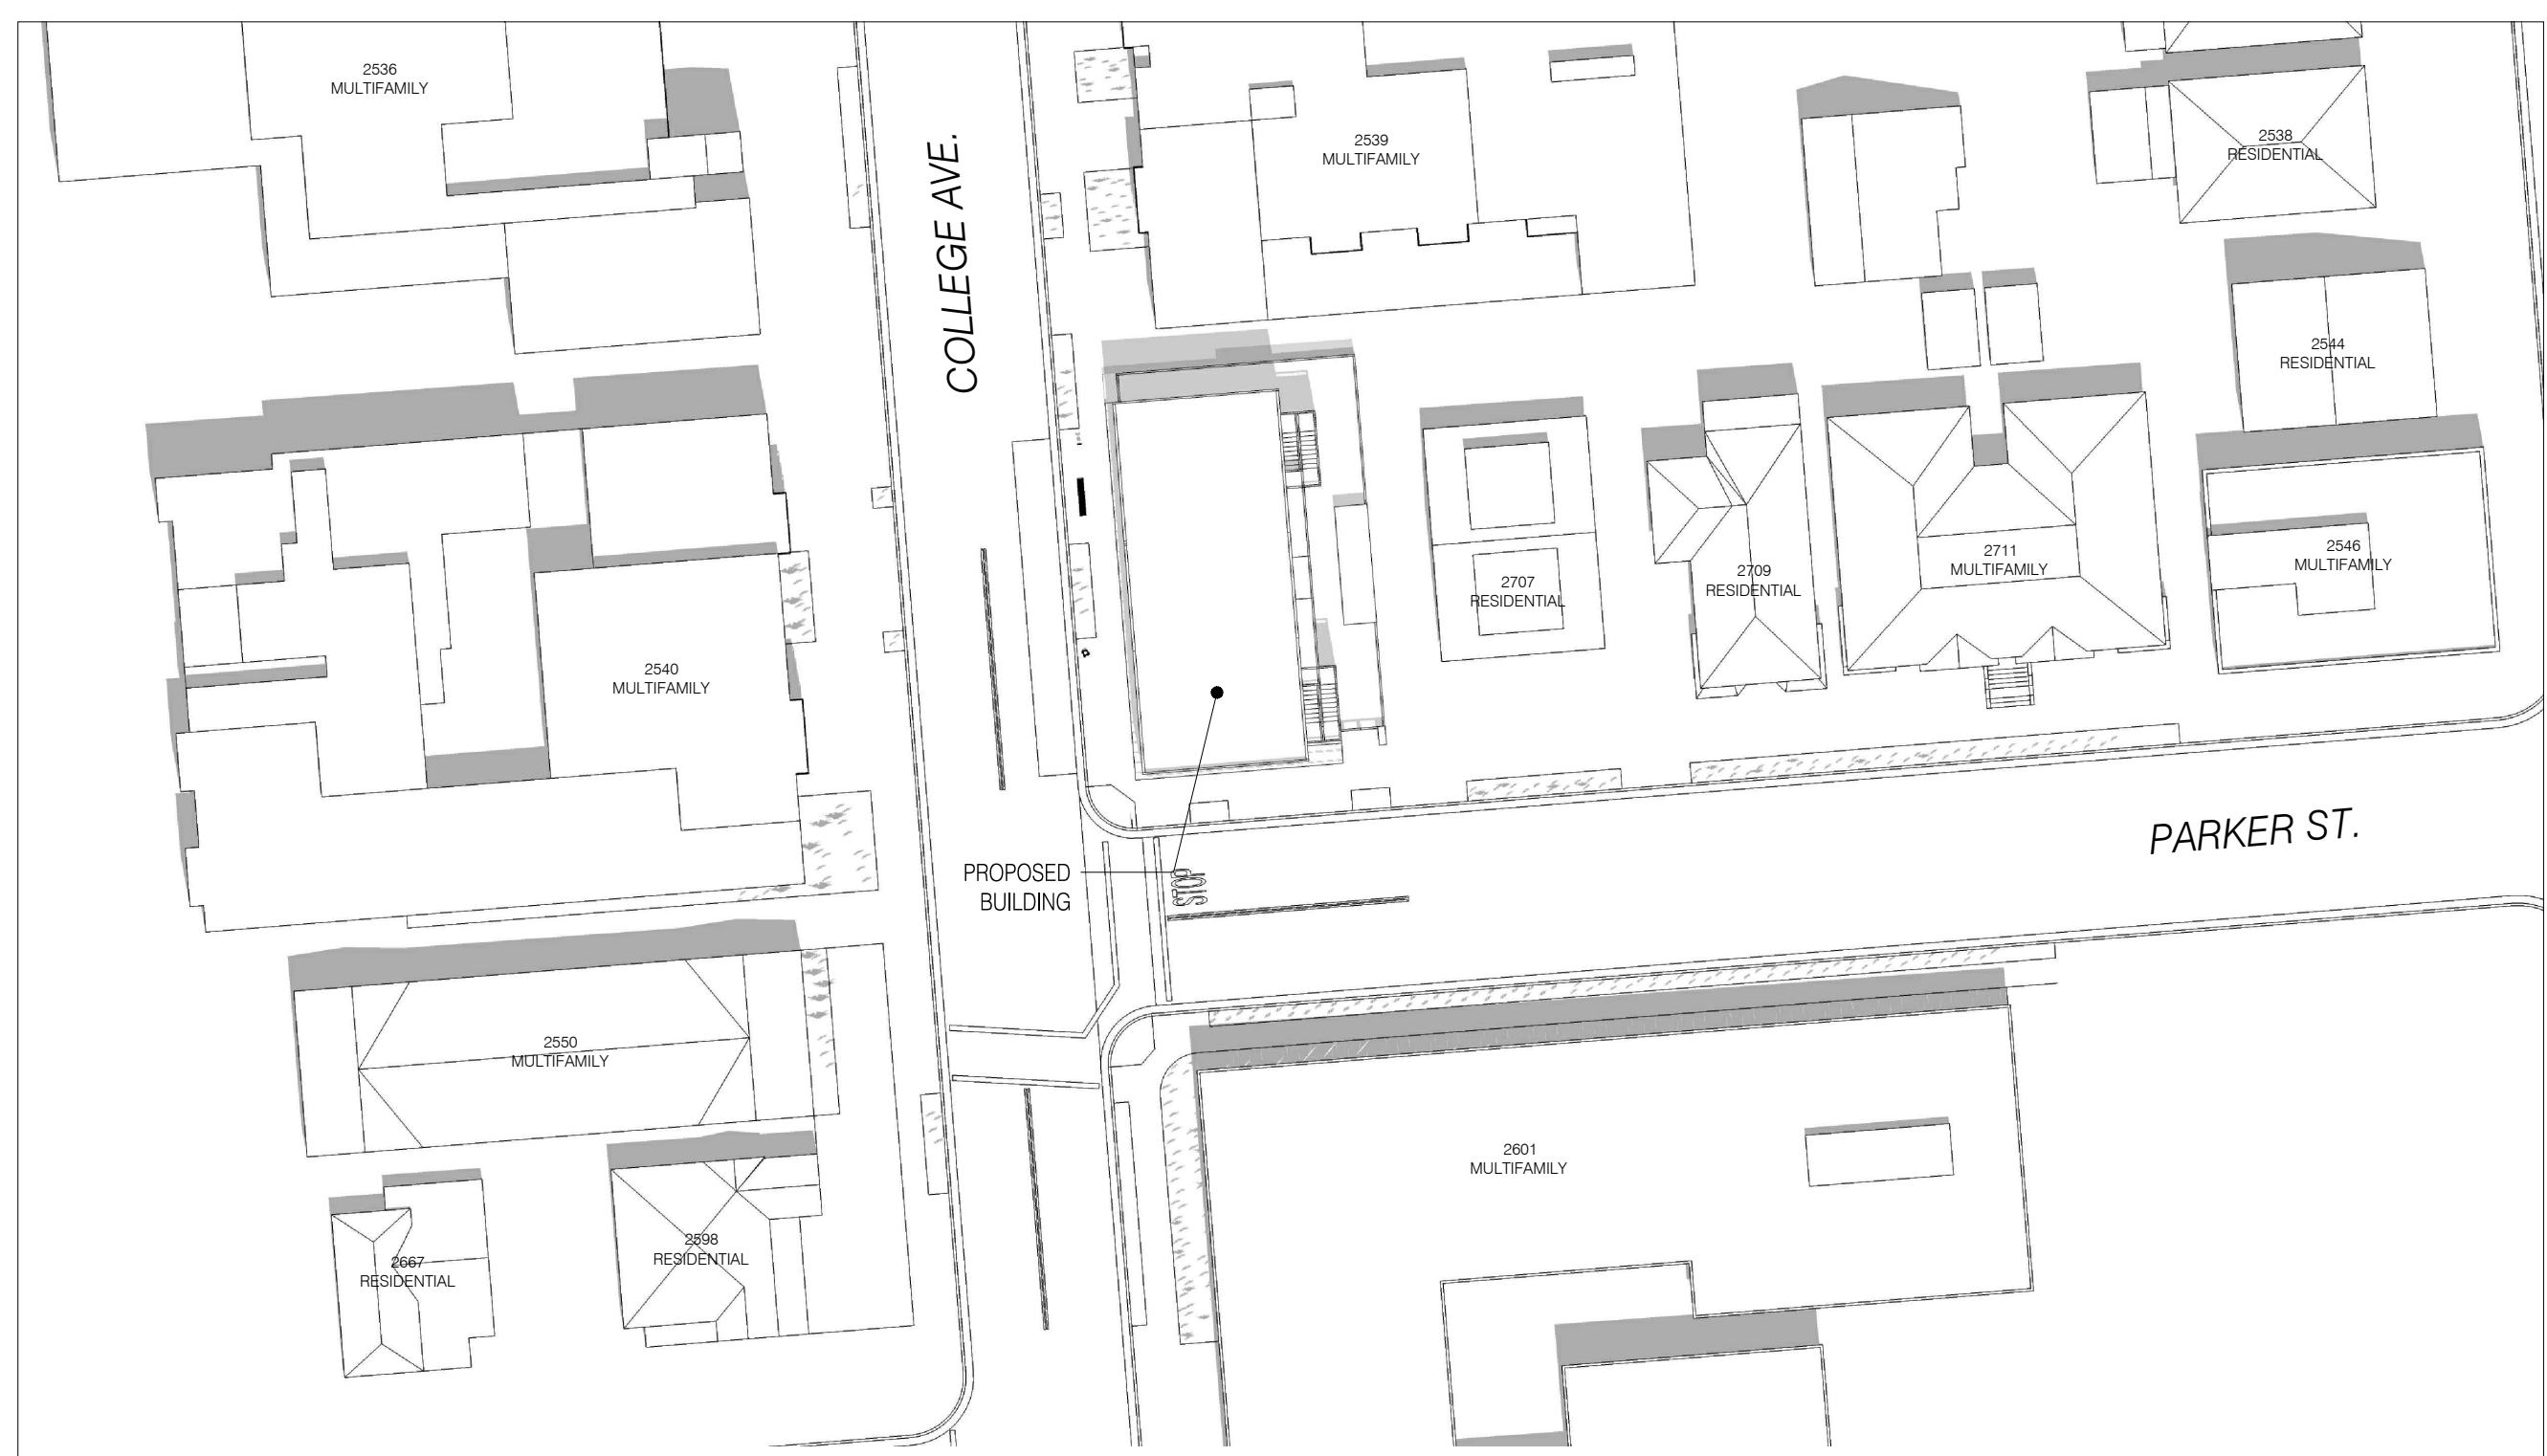 2536
MULTIFAMILY
COLLEGE AVE.
2539
MULTIFAMILY
2538
RESIDENTIAL
2544
RESIDENTIAL
2540
MULTIFAMILY
2707
RESIDENTIAL
2709
RESIDENTIAL
2711
MULTIFAMILY
2546
MULTIFAMILY
PROPOSED
BUILDING
STOP
PARKER ST.
2550
MULTIFAMILY
2601
MULTIFAMILY
2667
RESIDENTIAL
2598
RESIDENTIAL